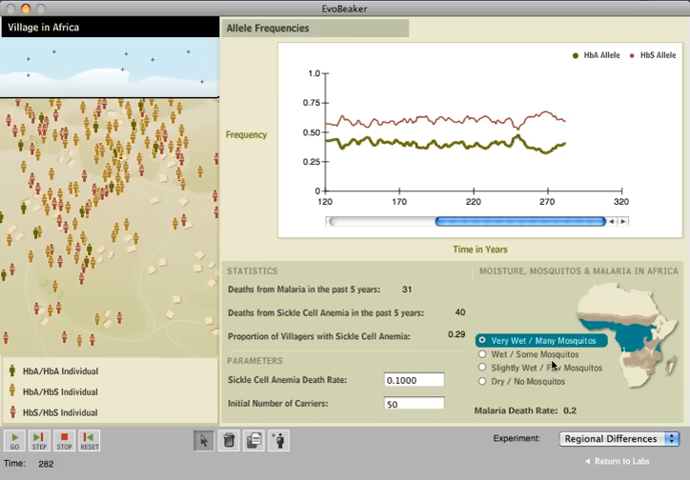 EvoBeaker
Village in Africa
Allele Frequencies
HbA Allele HbS Allele
1.0
0.75
Frequency 0.50
0.25
0
120 170 220 270 320
Time in Years
STATISTICS
Deaths from Malaria in the past 5 years: 31
Deaths from Sickle Cell Anemia in the past 5 years: 40
Proportion of Villagers with Sickle Cell Anemia: 0.29
PARAMETERS
Sickle Cell Anemia Death Rate: 0.1000
Initial Number of Carriers: 50
MOISTURE, MOSQUITOS & MALARIA IN AFRICA
Very Wet / Many Mosquitos
Wet / Some Mosquitos
Slightly Wet / Few Mosquitos
Dry / No Mosquitos
Malaria Death Rate: 0.2
HbA/HbA Individual
HbA/HbS Individual
HbS/HbS Individual
GO STEP STOP RESET
Experiment: Regional Differences
Time: 282
Return to Labs